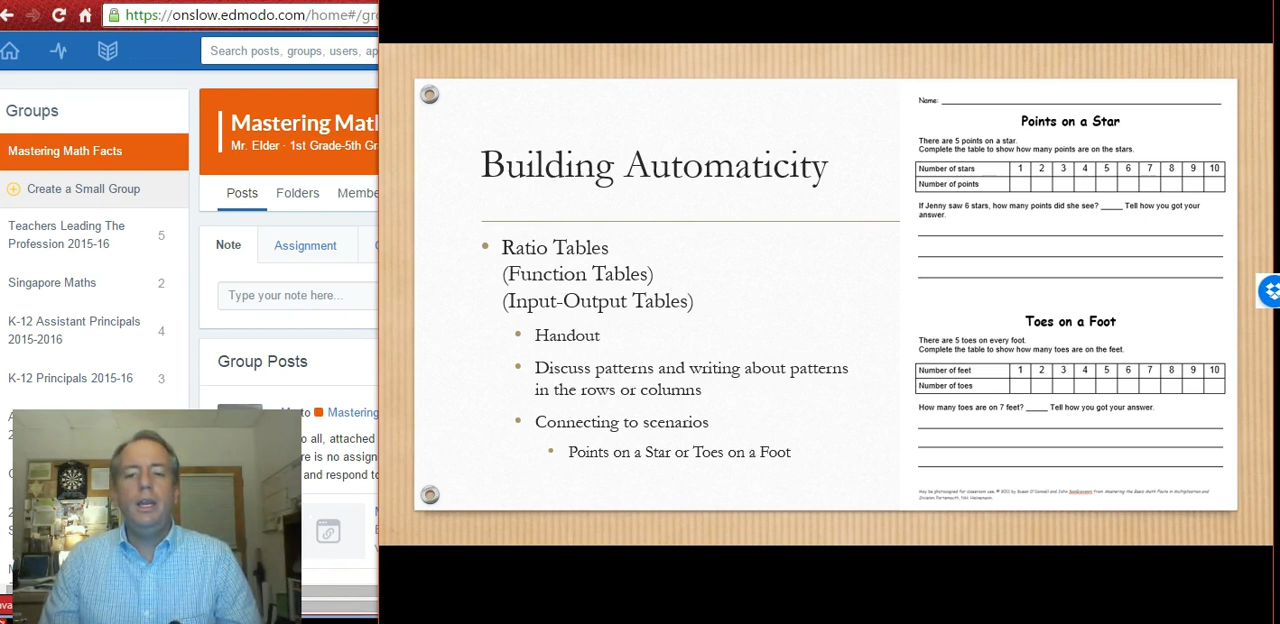 https://onslow.edmodo.com/home#/gr
Search posts, groups, users, ap
Groups
Mastering Math Facts
Create a Small Group
Teachers Leading The
Profession 2015-16
5
Singapore Maths
2
K-12 Assistant Principals
2015-2016
4
K-12 Principals 2015-16
3
Mastering Mat
Mr. Elder · 1st Grade-5th Gr
Posts
Folders
Membe
Note
Assignment
Type your note here...
Group Posts
to
Mastering
o all, attached
re is no assign
and respond to
Building Automaticity
Ratio Tables
(Function Tables)
(Input-Output Tables)
Handout
Discuss patterns and writing about patterns
in the rows or columns
Connecting to scenarios
Points on a Star or Toes on a Foot
Name:
Points on a Star
There are 5 points on a star.
Complete the table to show how many points are on the stars.
Number of stars 1 2 3 4 5 6 7 8 9 10
Number of points
If Jenny saw 6 stars, how many points did she see? _____ Tell how you got your
answer.
Toes on a Foot
There are 5 toes on every foot.
Complete the table to show how many toes are on the feet.
Number of feet 1 2 3 4 5 6 7 8 9 10
Number of toes
How many toes are on 7 feet? _____ Tell how you got your answer.